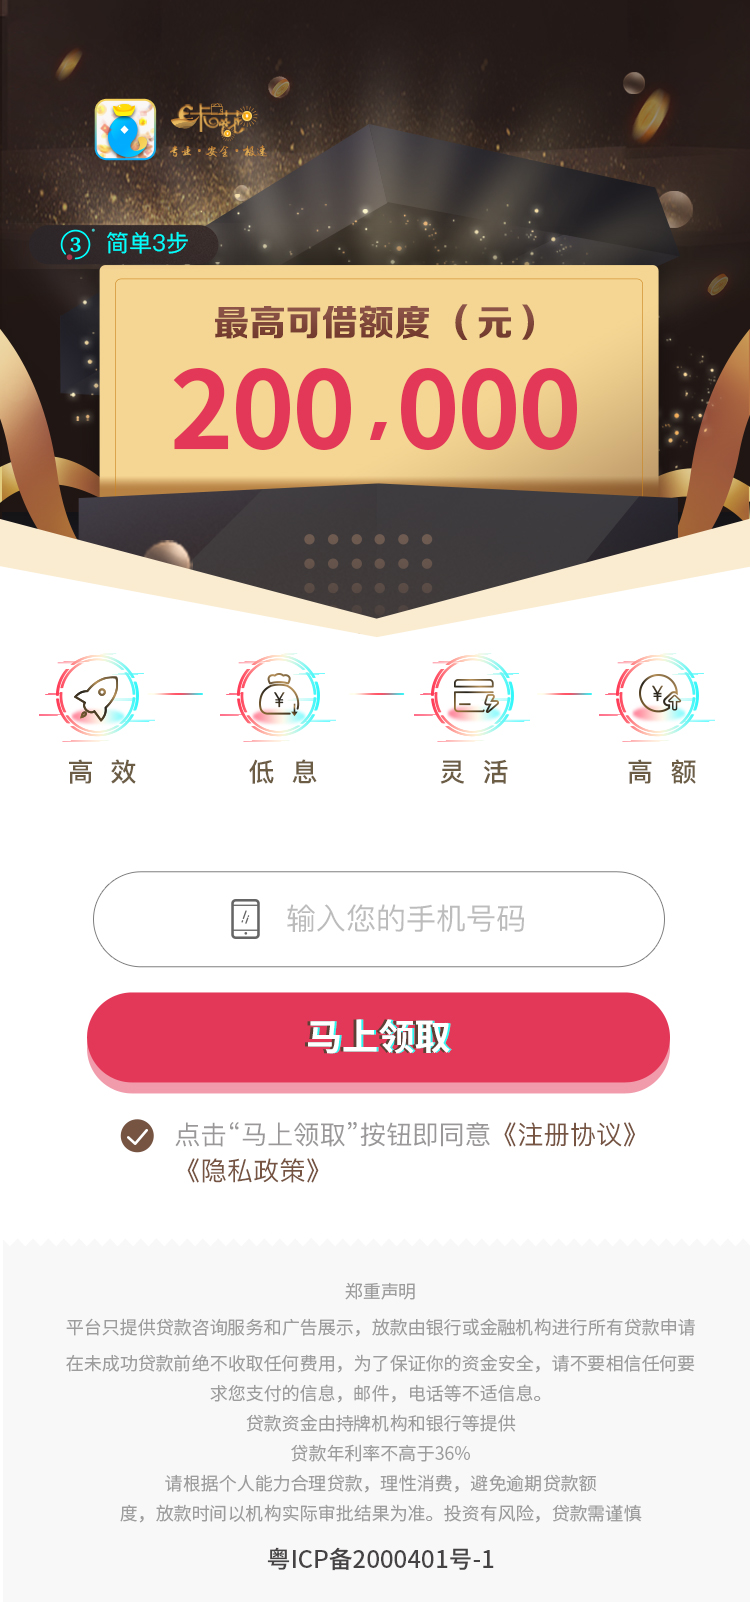 专业·安全·极速
3 简单3步
最高可借额度（元）
200,000
高效 低息 灵活 高额
输入您的手机号码
马上领取
点击“马上领取”按钮即同意《注册协议》
《隐私政策》
郑重声明
平台只提供贷款咨询服务和广告展示，放款由银行或金融机构进行所有贷款申请
在未成功贷款前绝不收取任何费用，为了保证你的资金安全，请不要相信任何要
求您支付的信息，邮件，电话等不适信息。
贷款资金由持牌机构和银行等提供
贷款年利率不高于36%
请根据个人能力合理贷款，理性消费，避免逾期贷款额
度，放款时间以机构实际审批结果为准。投资有风险，贷款需谨慎
粤ICP备2000401号-1